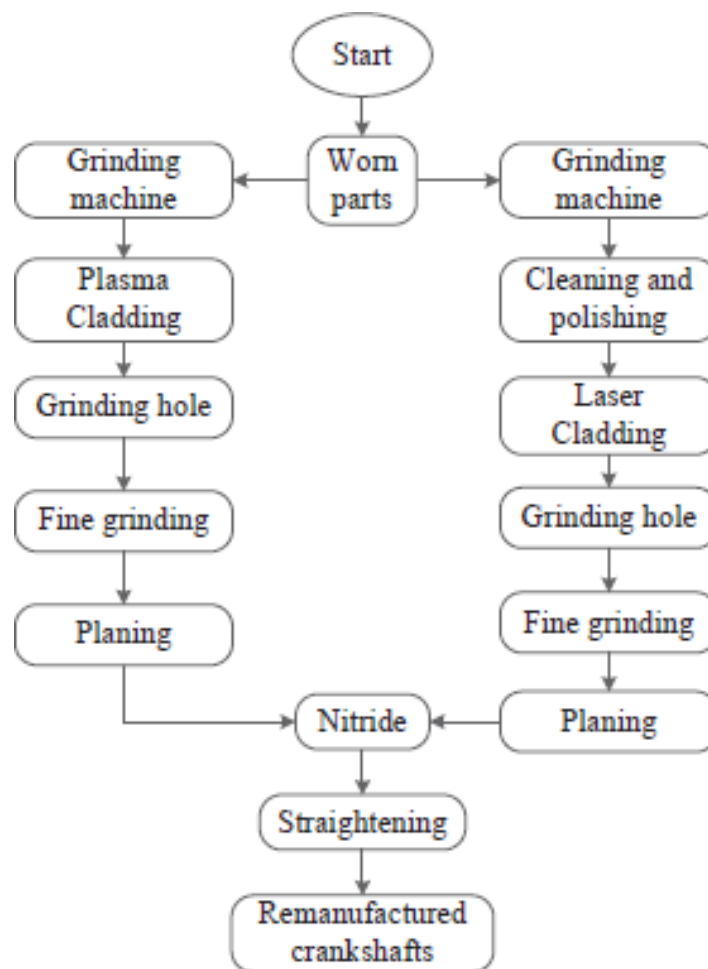 Start
Worn
parts
Grinding
machine
Plasma
Cladding
Grinding hole
Fine grinding
Planing
Grinding
machine
Cleaning and
polishing
Laser
Cladding
Grinding hole
Fine grinding
Planing
Nitride
Straightening
Remanufactured
crankshafts